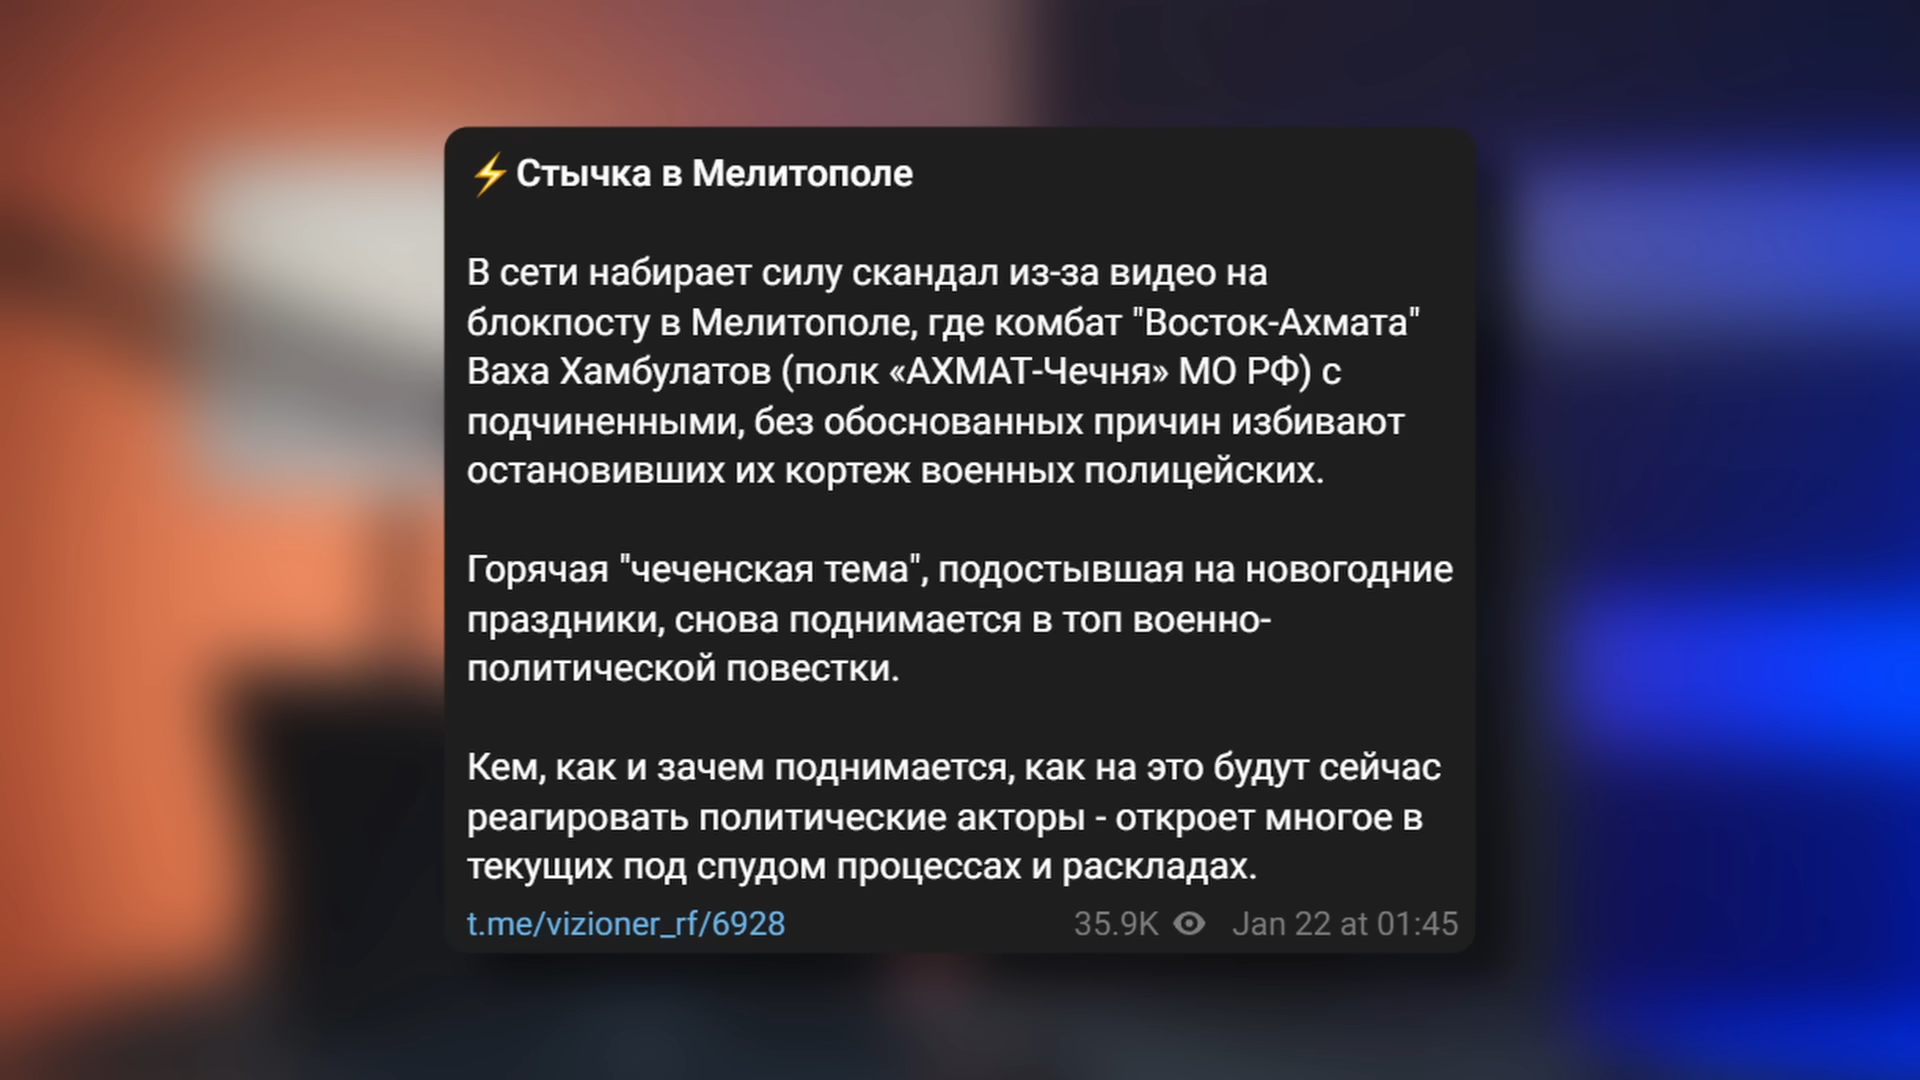 ⚡Стычка в Мелитополе
В сети набирает силу скандал из-за видео на
блокпосту в Мелитополе, где комбат "Восток-Ахмата"
Ваха Хамбулатов (полк «АХМАТ-Чечня» МО РФ) с
подчиненными, без обоснованных причин избивают
остановивших их кортеж военных полицейских.
Горячая "чеченская тема", подостывшая на новогодние
праздники, снова поднимается в топ военно-
политической повестки.
Кем, как и зачем поднимается, как на это будут сейчас
реагировать политические акторы - откроет многое в
текущих под спудом процессах и раскладах.
t.me/vizioner_rf/6928 35.9K Jan 22 at 01:45